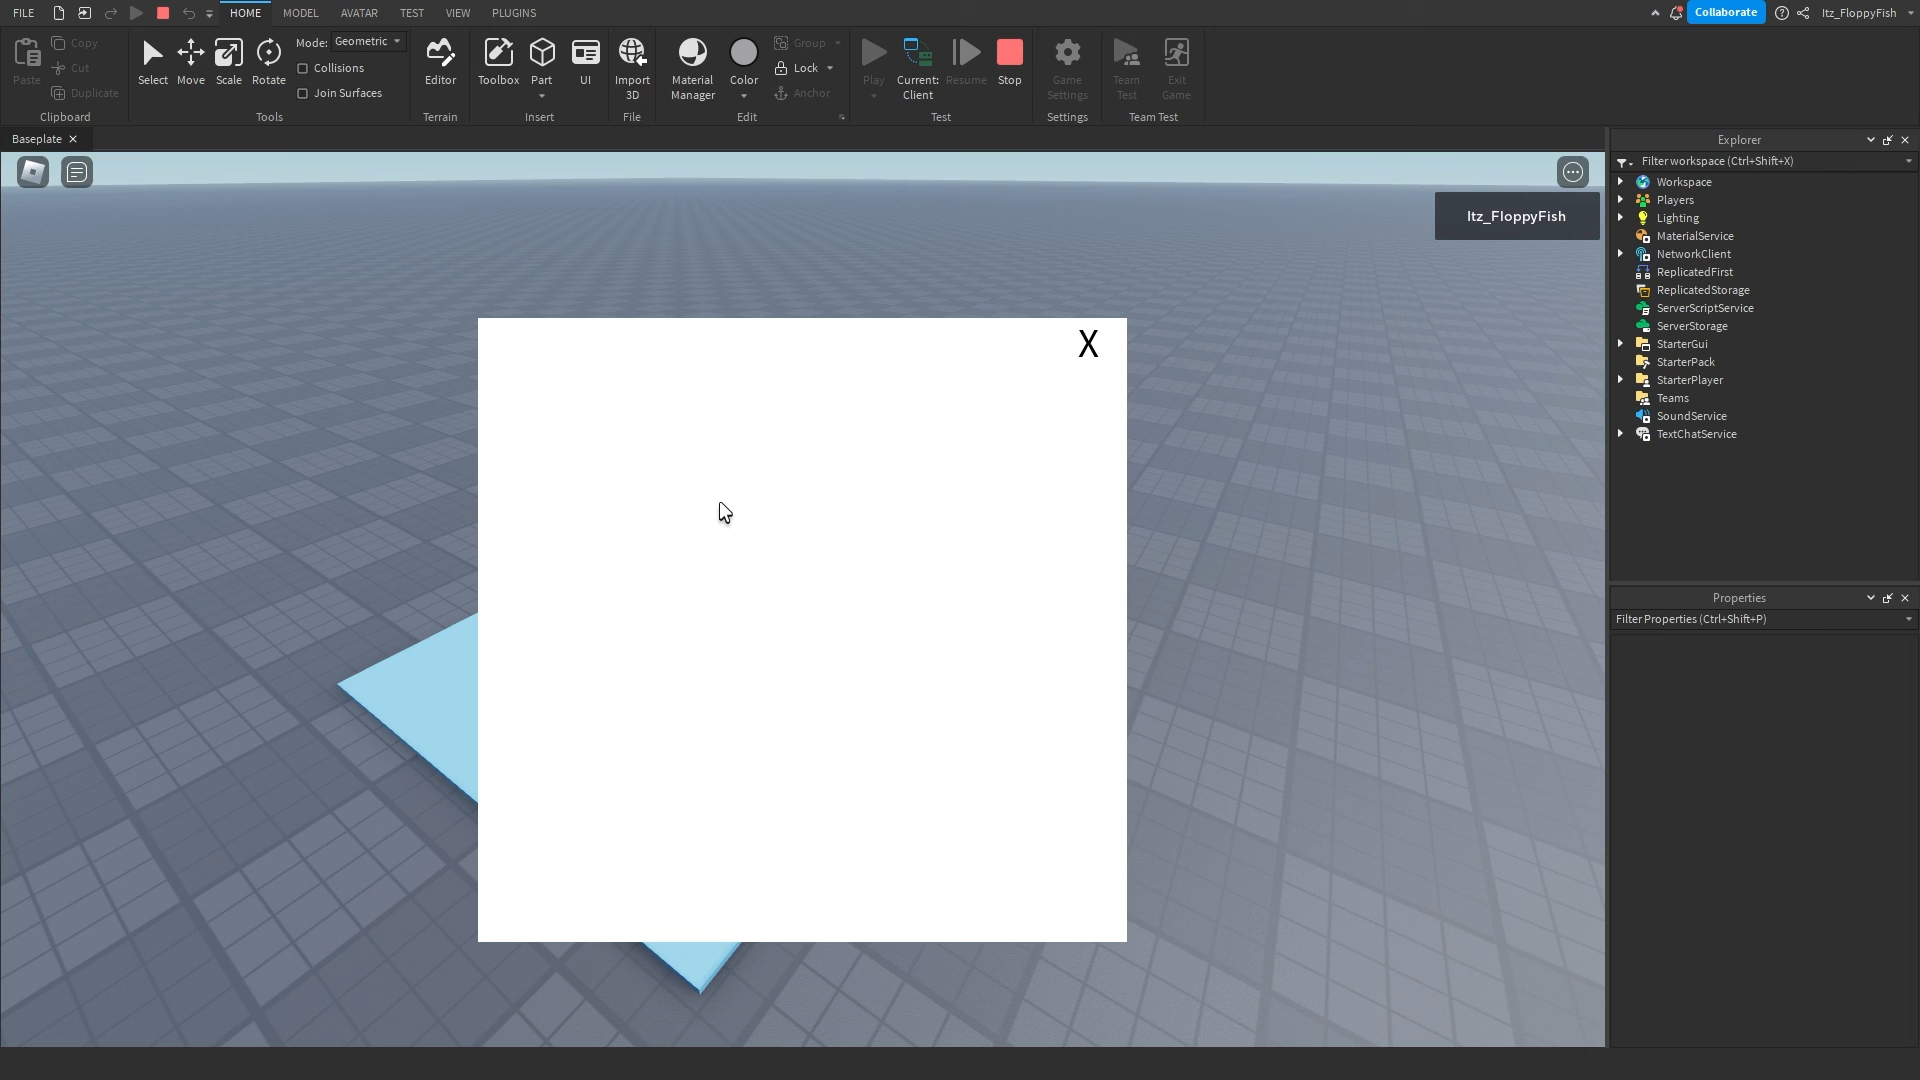 FILE HOME MODEL AVATAR TEST VIEW PLUGINS Collaborate Itz_FloppyFish
Paste
Copy
Cut
Duplicate
Clipboard
Select Move Scale Rotate
Mode: Geometric
Collisions
Join Surfaces
Tools
Editor
Terrain
Toolbox Part UI
Insert
Import
3D
File
Material
Manager
Color
Group
Lock
Anchor
Edit
Play
Current:
Client
Resume
Stop
Test
Game
Settings
Settings
Team
Test
Exit
Game
Team Test
Baseplate
Itz_FloppyFish
X
Explorer
Filter workspace (Ctrl+Shift+X)
Workspace
Players
Lighting
MaterialService
NetworkClient
ReplicatedFirst
ReplicatedStorage
ServerScriptService
ServerStorage
StarterGui
StarterPack
StarterPlayer
Teams
SoundService
TextChatService
Properties
Filter Properties (Ctrl+Shift+P)